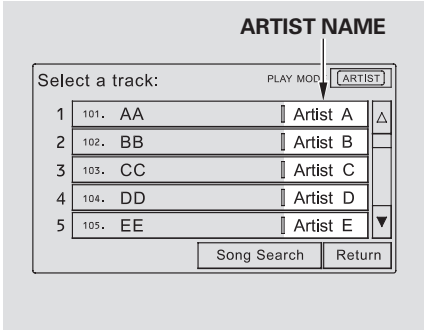 ARTIST NAME
Select a track: PLAY MOD ARTIST
1 101. AA Artist A
2 102. BB Artist B
3 103. CC Artist C
4 104. DD Artist D
5 105. EE Artist E
Song Search Return